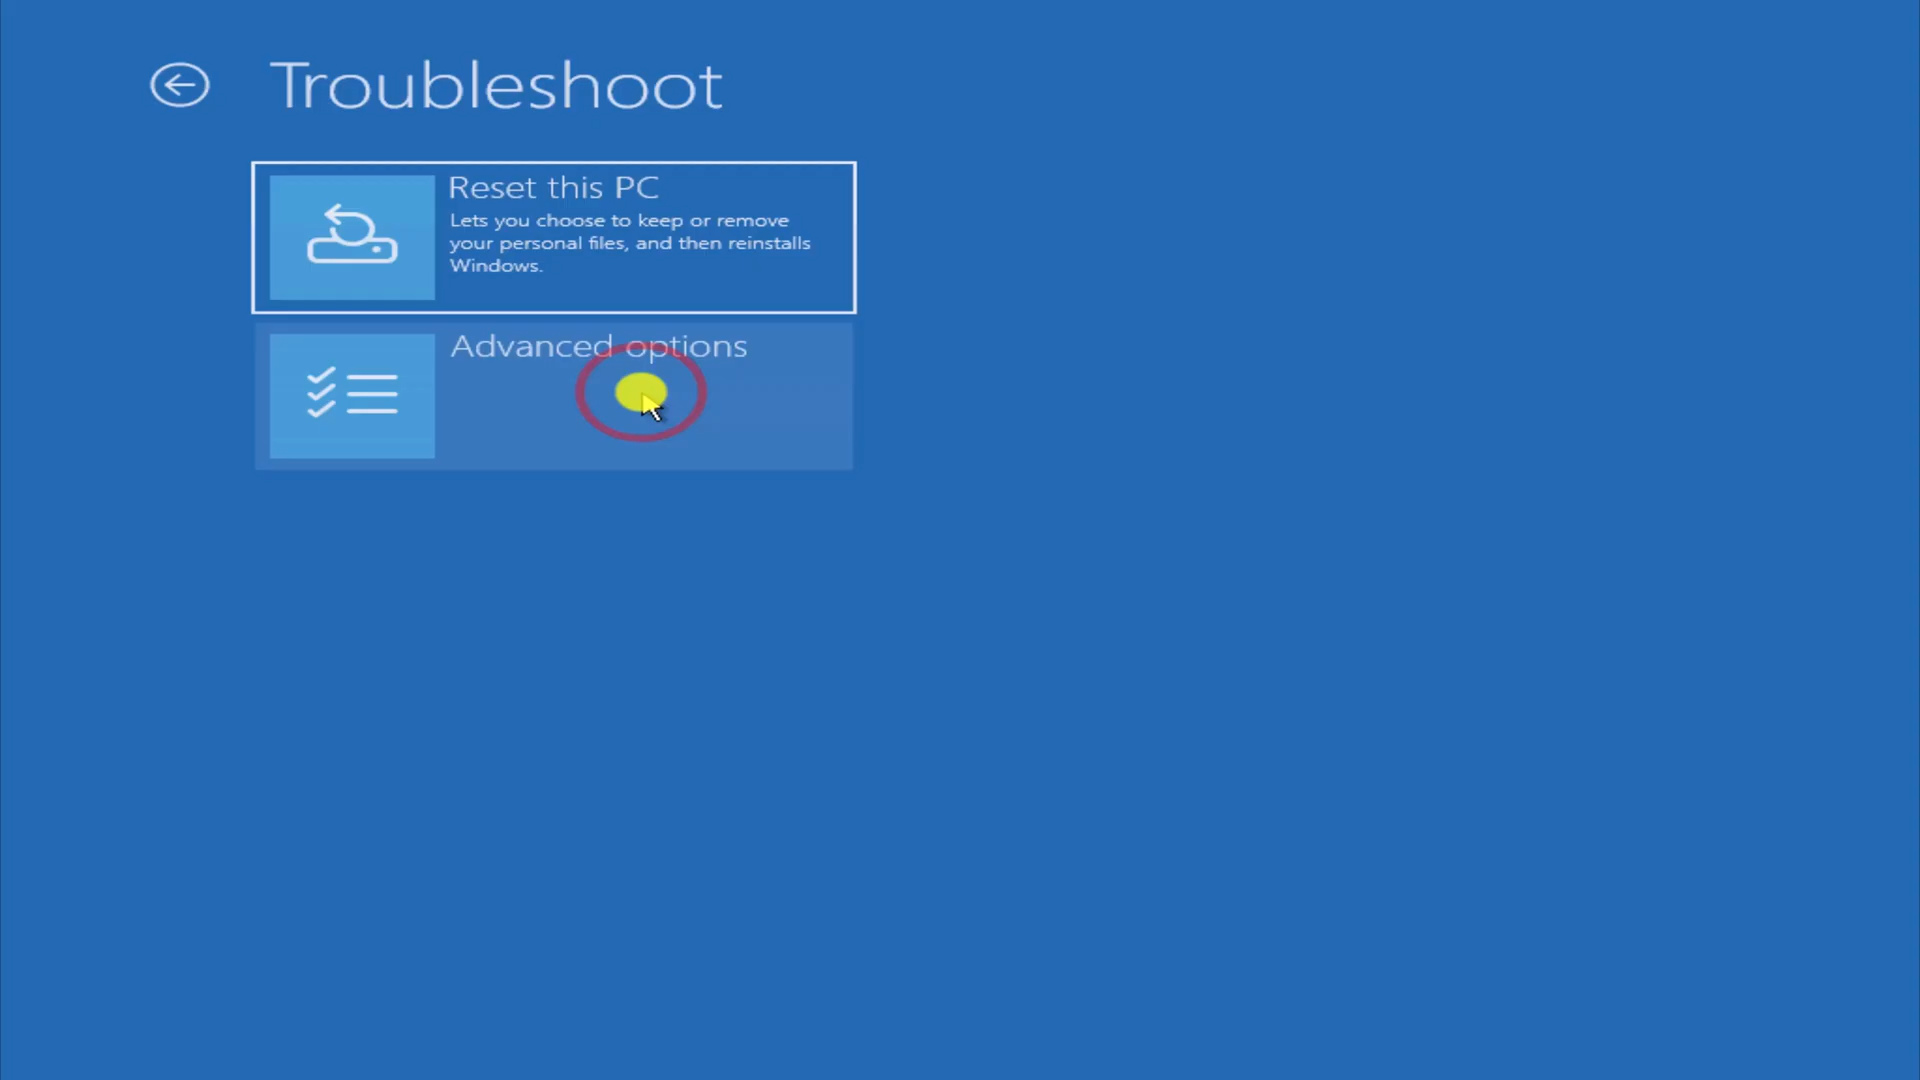 Troubleshoot
Reset this PC
Lets you choose to keep or remove
your personal files, and then reinstalls
Windows.
Advanced options